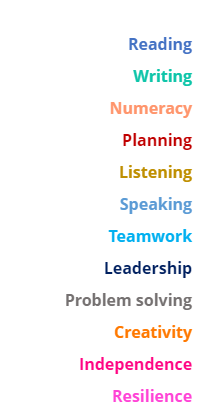 Reading
Writing
Numeracy
Planning
Listening
Speaking
Teamwork
Leadership
Problem solving
Creativity
Independence
Resilience